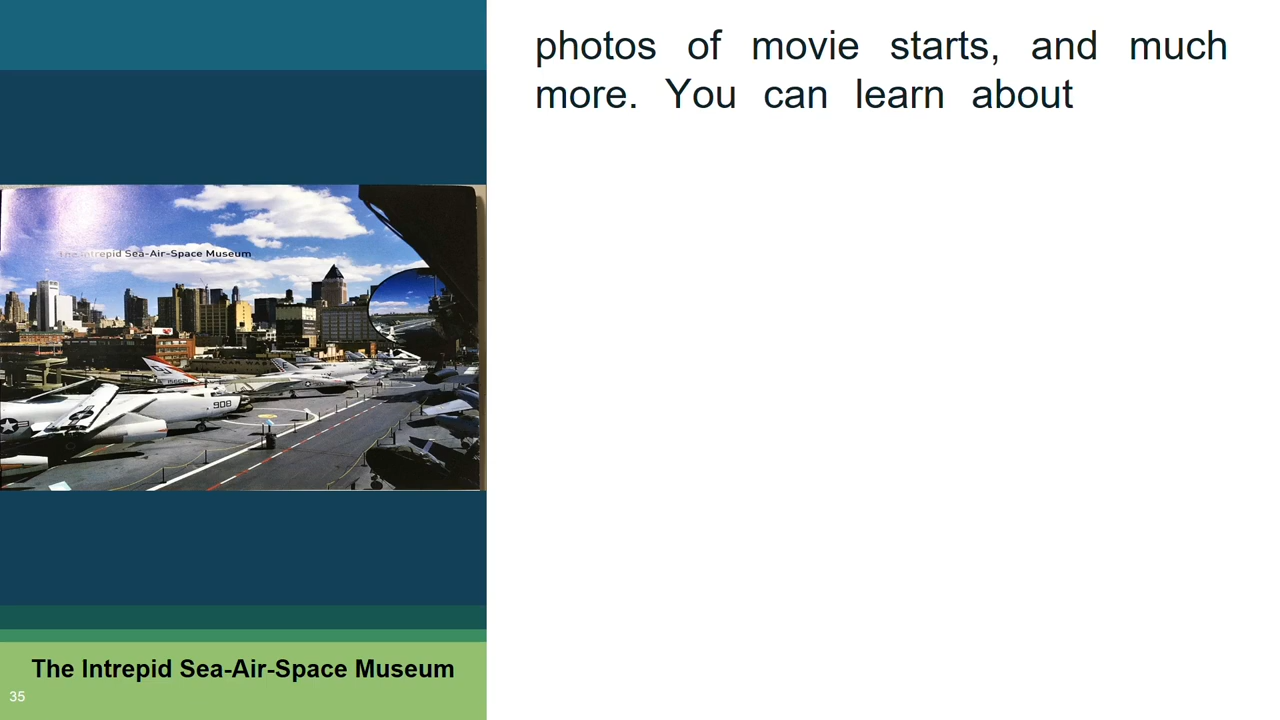 photos of movie starts, and much
more. You can learn about
The Intrepid Sea-Air-Space Museum
908
The Intrepid Sea-Air-Space Museum
35